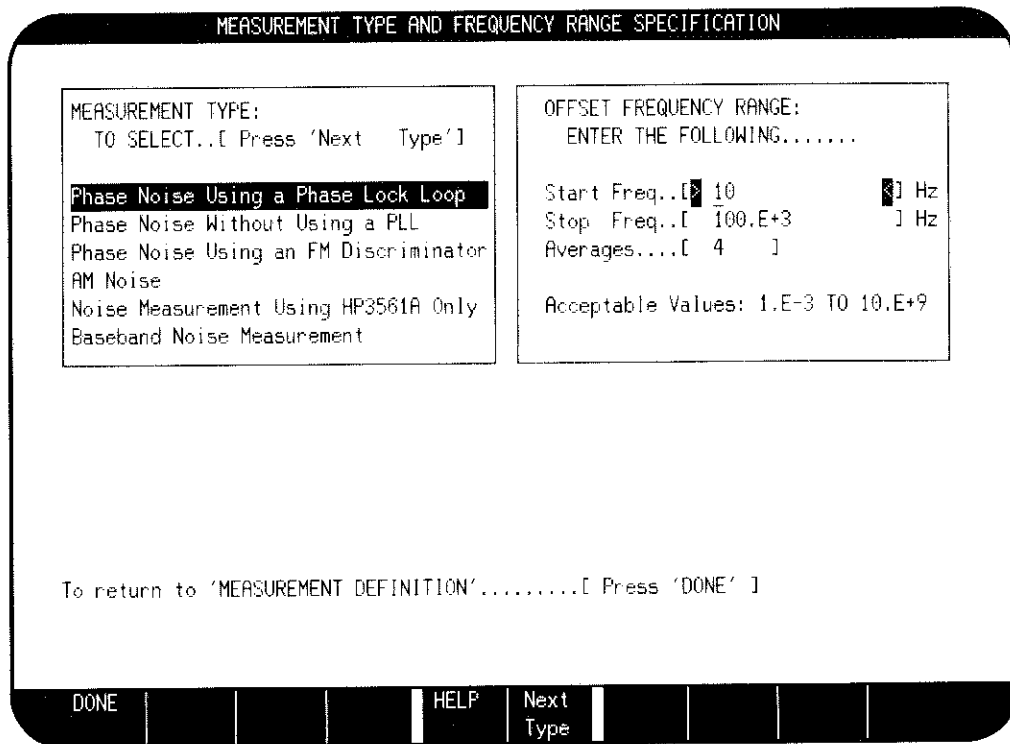 MEASUREMENT TYPE AND FREQUENCY RANGE SPECIFICATION
MEASUREMENT TYPE:
TO SELECT..[ Press 'Next Type']
Phase Noise Using a Phase Lock Loop
Phase Noise Without Using a PLL
Phase Noise Using an FM Discriminator
AM Noise
Noise Measurement Using HP3561A Only
Baseband Noise Measurement
OFFSET FREQUENCY RANGE:
ENTER THE FOLLOWING.......
Start Freq..[> 10 <] Hz
Stop Freq..[ 100.E+3 ] Hz
Averages....[ 4 ]
Acceptable Values: 1.E-3 TO 10.E+9
To return to 'MEASUREMENT DEFINITION'.........[ Press 'DONE' ]
DONE HELP Next
Type